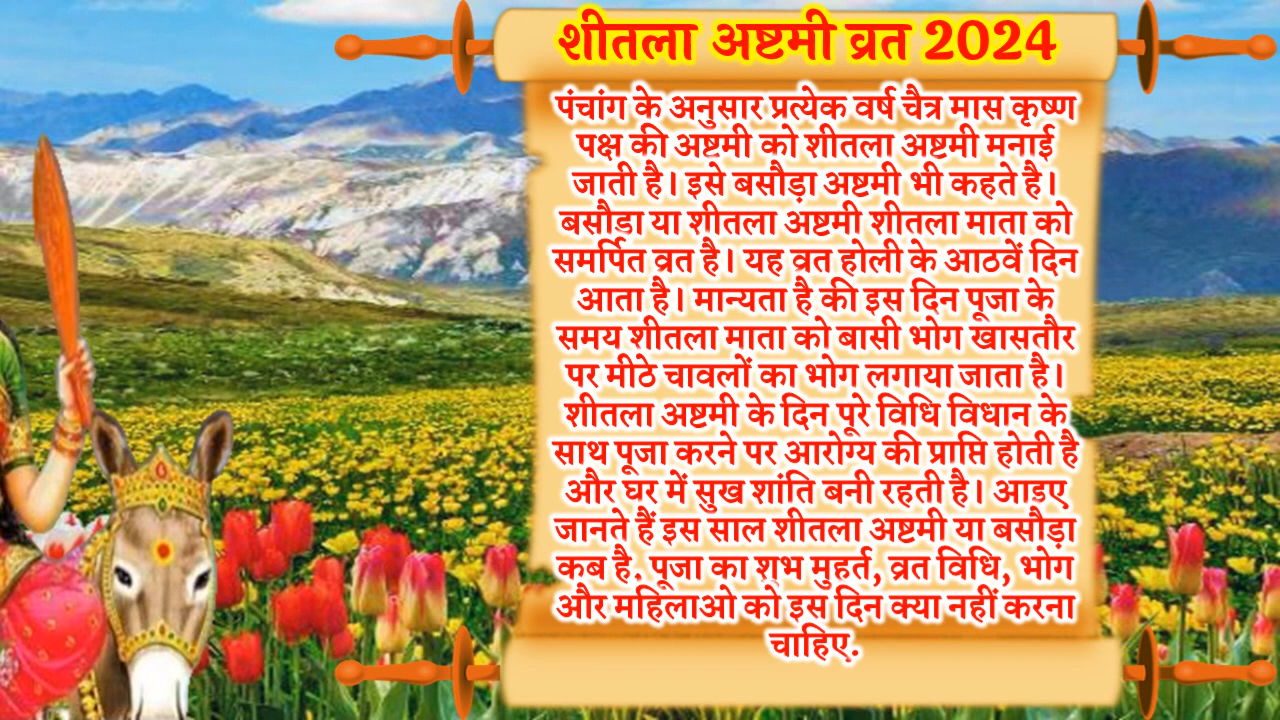 शीतला अष्टमी व्रत 2024
पंचांग के अनुसार प्रत्येक वर्ष चैत्र मास कृष्ण
पक्ष की अष्टमी को शीतला अष्टमी मनाई
जाती है। इसे बसौड़ा अष्टमी भी कहते है।
बसौडा या शीतला अष्टमी शीतला माता को
समर्पित व्रत है। यह व्रत होली के आठवें दिन
आता है। मान्यता है की इस दिन पूजा के
समय शीतला माता को बासी भोग खासतौर
पर मीठे चावलों का भोग लगाया जाता है।
शीतला अष्टमी के दिन पूरे विधि विधान के
साथ पूजा करने पर आरोग्य की प्राप्ति होती है
और घर में सुख शांति बनी रहती है। आइए
जानते हैं इस साल शीतला अष्टमी या बसौड़ा
कब है. पूजा का शुभ मुहर्त, व्रत विधि, भोग
और महिलाओ को इस दिन क्या नहीं करना
चाहिए.